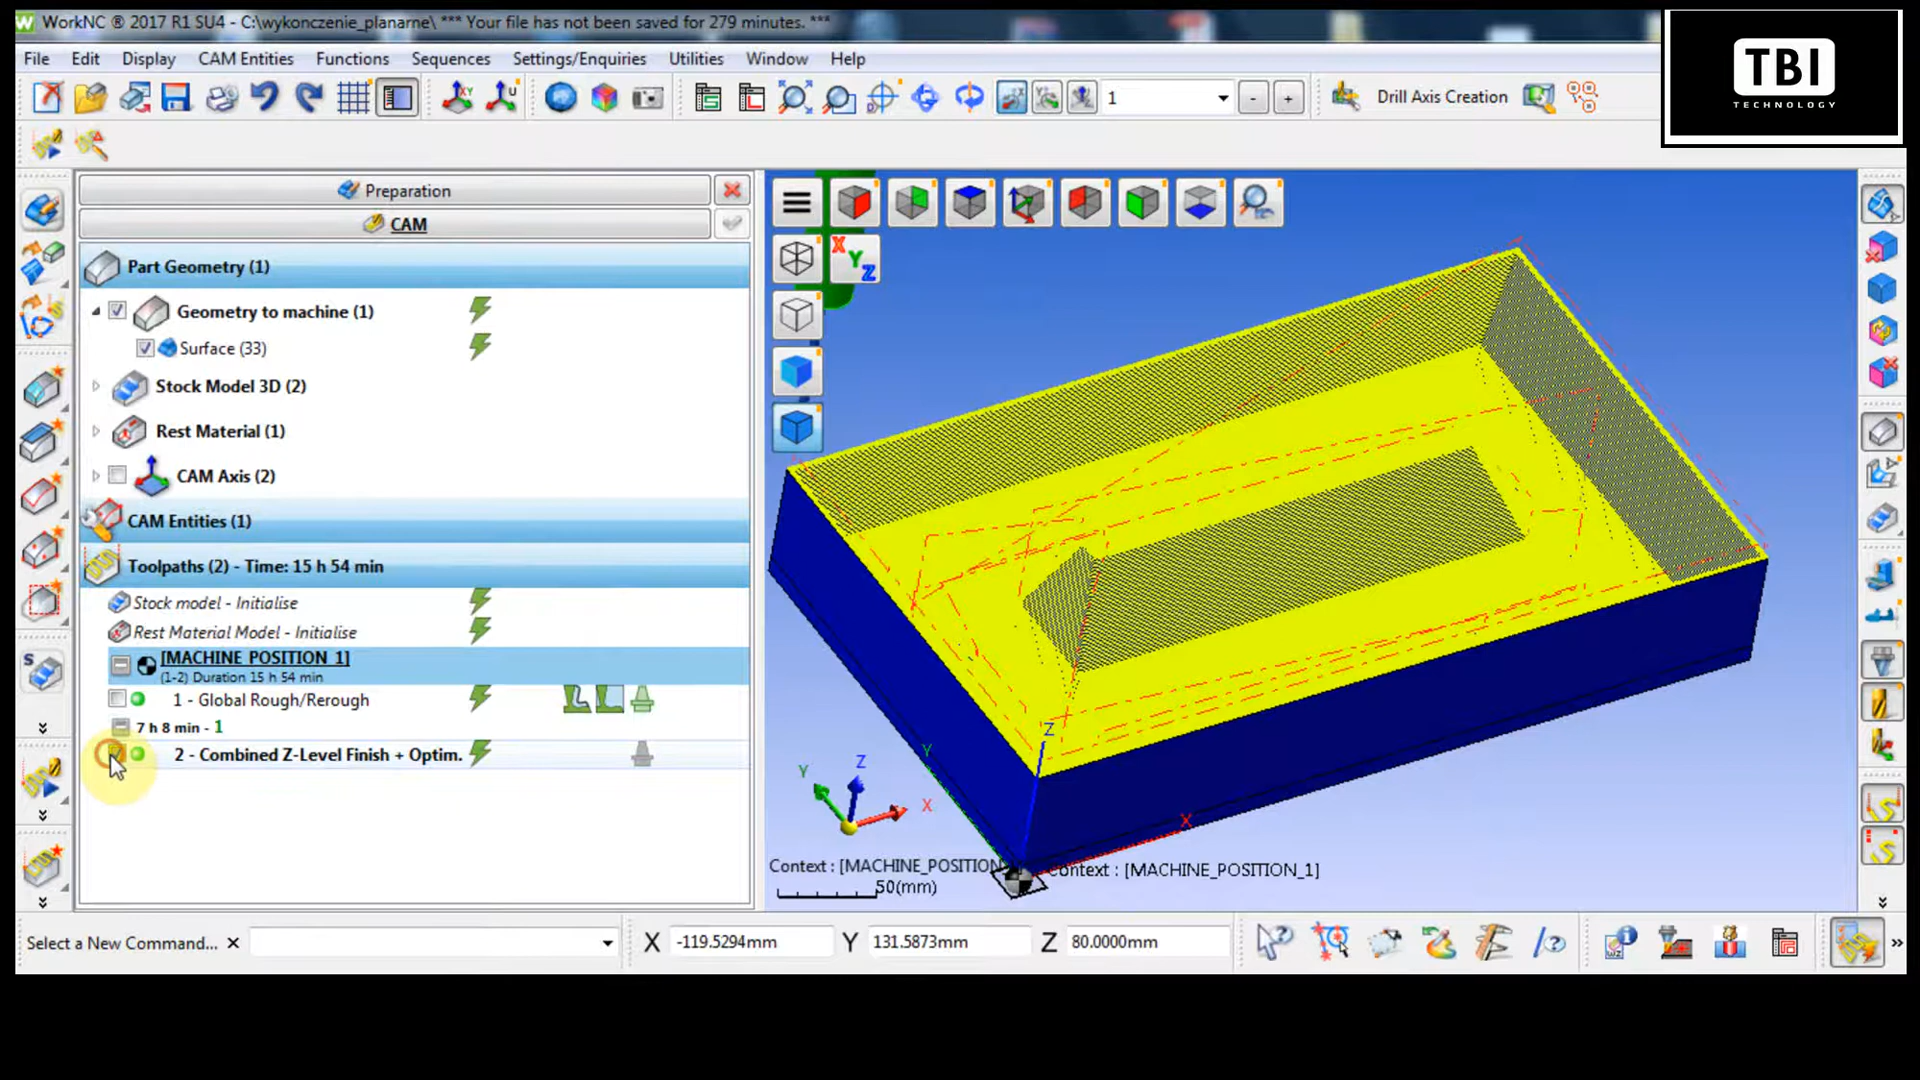 WorkNC ® 2017 R1 SU4 - C:\wykonczenie_planarne\ *** Your file has not been saved for 279 minutes. ***
TBI
TECHNOLOGY
File Edit Display CAM Entities Functions Sequences Settings/Enquiries Utilities Window Help
1 - + Drill Axis Creation
Preparation
CAM
Part Geometry (1)
Geometry to machine (1)
Surface (33)
Stock Model 3D (2)
Rest Material (1)
CAM Axis (2)
CAM Entities (1)
Toolpaths (2) - Time: 15 h 54 min
Stock model - Initialise
Rest Material Model - Initialise
[MACHINE_POSITION_1]
(1-2) Duration 15 h 54 min
1 - Global Rough/Rerough
7 h 8 min - 1
2 - Combined Z-Level Finish + Optim.
X Y Z
Z
Y
Z
Y
X
X
Context : [MACHINE_POSITION
Context : [MACHINE_POSITION_1]
50(mm)
Select a New Command... X -119.5294mm Y 131.5873mm Z 80.0000mm